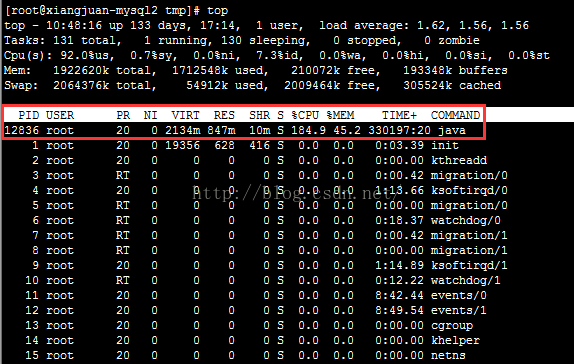 [root@xiangjuan-mysql2 tmp]# top
top - 10:48:16 up 133 days, 17:14,  1 user,  load average: 1.62, 1.56, 1.56
Tasks: 131 total,   1 running, 130 sleeping,   0 stopped,   0 zombie
Cpu(s): 92.0%us,  0.7%sy,  0.0%ni,  7.3%id,  0.0%wa,  0.0%hi,  0.0%si,  0.0%st
Mem:   1922620k total,  1712548k used,   210072k free,   193348k buffers
Swap:  2064376k total,    54912k used,  2009464k free,   305524k cached
PID USER      PR  NI  VIRT  RES  SHR S %CPU %MEM    TIME+  COMMAND
12836 root      20   0 2134m 847m  10m S 184.9 45.2 330197:20 java
1 root      20   0 19356  628  416 S  0.0  0.0   0:03.39 init
2 root      20   0     0    0    0 S  0.0  0.0   0:00.00 kthreadd
3 root      RT   0     0    0    0 S  0.0  0.0   0:00.42 migration/0
4 root      20   0     0    0    0 S  0.0  0.0   1:13.66 ksoftirqd/0
5 root      RT   0     0    0    0 S  0.0  0.0   0:00.00 migration/0
6 root      RT   0     0    0    0 S  0.0  0.0   0:18.37 watchdog/0
7 root      RT   0     0    0    0 S  0.0  0.0   0:00.42 migration/1
8 root      RT   0     0    0    0 S  0.0  0.0   0:00.00 migration/1
9 root      20   0     0    0    0 S  0.0  0.0   1:14.89 ksoftirqd/1
10 root      RT   0     0    0    0 S  0.0  0.0   0:12.22 watchdog/1
11 root      20   0     0    0    0 S  0.0  0.0   8:42.44 events/0
12 root      20   0     0    0    0 S  0.0  0.0   8:49.54 events/1
13 root      20   0     0    0    0 S  0.0  0.0   0:00.00 cgroup
14 root      20   0     0    0    0 S  0.0  0.0   0:00.00 khelper
15 root      20   0     0    0    0 S  0.0  0.0   0:00.00 netns
http://blog.csdn.net/